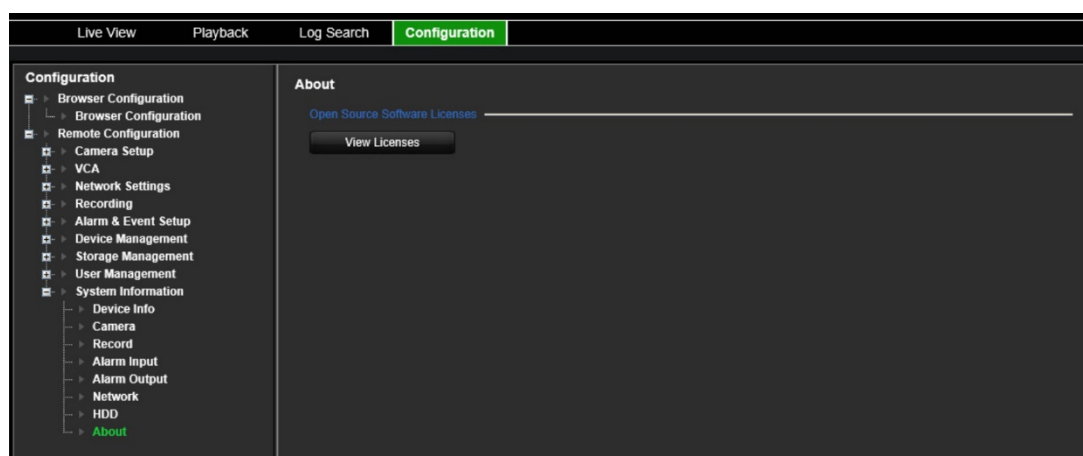 Live View Playback Log Search Configuration
Configuration
Browser Configuration
Browser Configuration
Remote Configuration
Camera Setup
VCA
Network Settings
Recording
Alarm & Event Setup
Device Management
Storage Management
User Management
System Information
Device Info
Camera
Record
Alarm Input
Alarm Output
Network
HDD
About
About
Open Source Software Licenses
View Licenses